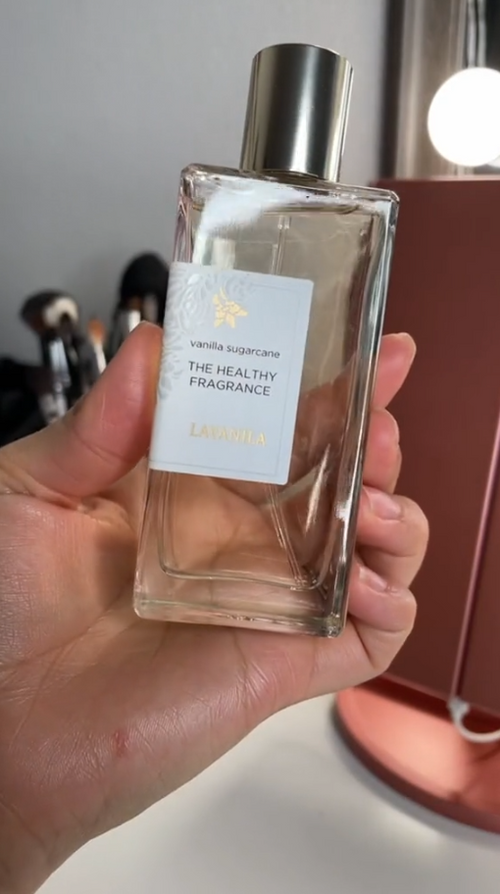 vanilla sugarcane
THE HEALTHY
FRAGRANCE
LAVANILA